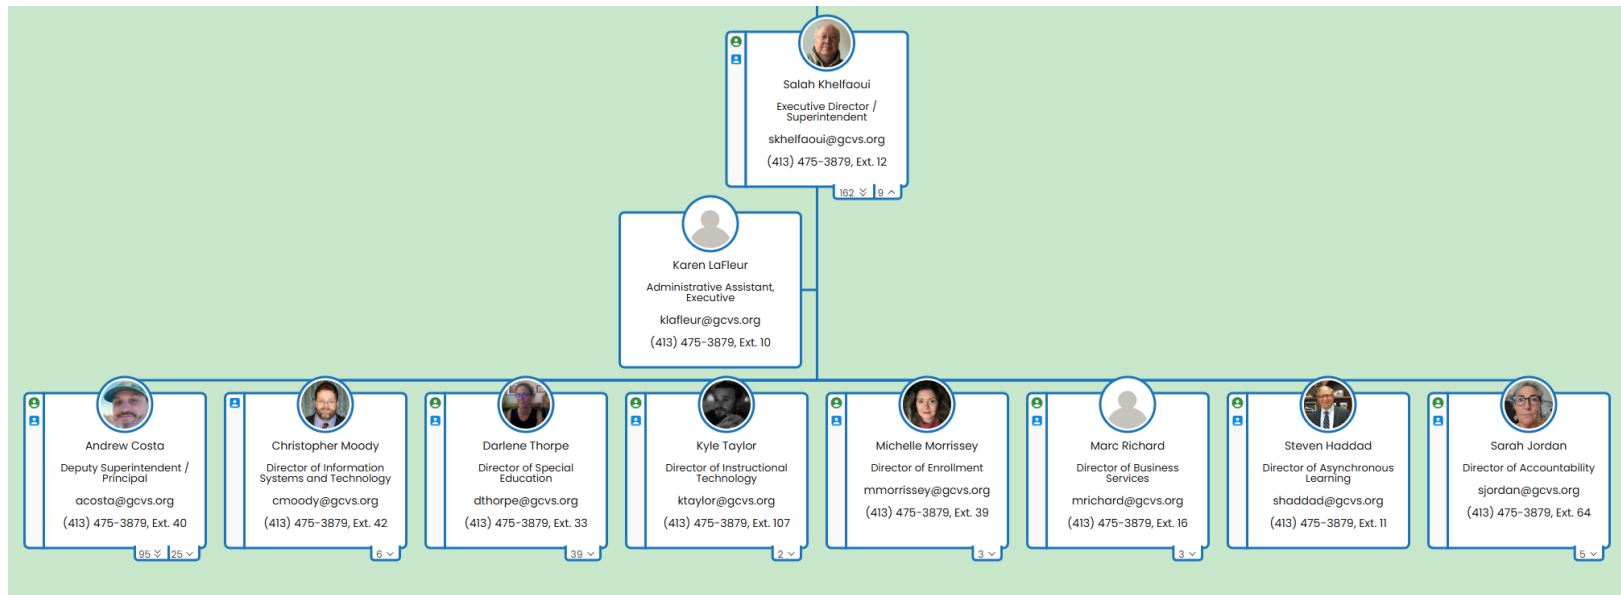 Salah Khelfaoui
Executive Director /
Superintendent
skhelfaoui@gcvs.org
(413) 475-3879, Ext. 12
162 9
Karen LaFleur
Administrative Assistant,
Executive
klafleur@gcvs.org
(413) 475-3879, Ext. 10
Andrew Costa
Deputy Superintendent /
Principal
acosta@gcvs.org
(413) 475-3879, Ext. 40
95 25
Christopher Moody
Director of Information
Systems and Technology
cmoody@gcvs.org
(413) 475-3879, Ext. 42
6
Darlene Thorpe
Director of Special
Education
dthorpe@gcvs.org
(413) 475-3879, Ext. 33
39
Kyle Taylor
Director of Instructional
Technology
ktaylor@gcvs.org
(413) 475-3879, Ext. 107
2
Michelle Morrissey
Director of Enrollment
mmorrissey@gcvs.org
(413) 475-3879, Ext. 39
3
Marc Richard
Director of Business
Services
mrichard@gcvs.org
(413) 475-3879, Ext. 16
3
Steven Haddad
Director of Asynchronous
Learning
shaddad@gcvs.org
(413) 475-3879, Ext. 11
Sarah Jordan
Director of Accountability
sjordan@gcvs.org
(413) 475-3879, Ext. 64
5